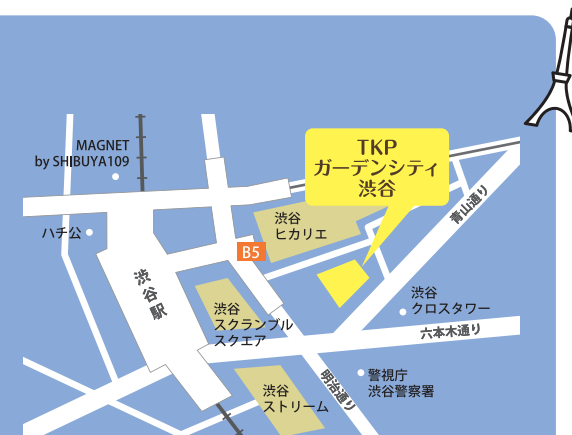 TKP
ガーデンシティ
渋谷
MAGNET
by SHIBUYA109
渋谷
ヒカリエ
青山通り
ハチ公
B5
渋谷駅
渋谷
スクランブル
スクエア
渋谷
クロスタワー
六本木通り
明治通り
警視庁
渋谷警察署
渋谷
ストリーム